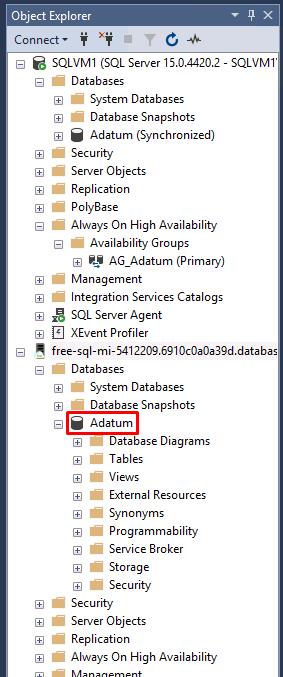 Object Explorer
Connect
SQLVM1 (SQL Server 15.0.4420.2 - SQLVM1\
Databases
System Databases
Database Snapshots
Adatum (Synchronized)
Security
Server Objects
Replication
PolyBase
Always On High Availability
Availability Groups
AG_Adatum (Primary)
Management
Integration Services Catalogs
SQL Server Agent
XEvent Profiler
free-sql-mi-5412209.6910c0a0a39d.databas
Databases
System Databases
Database Snapshots
Adatum
Database Diagrams
Tables
Views
External Resources
Synonyms
Programmability
Service Broker
Storage
Security
Security
Server Objects
Replication
Always On High Availability
Management